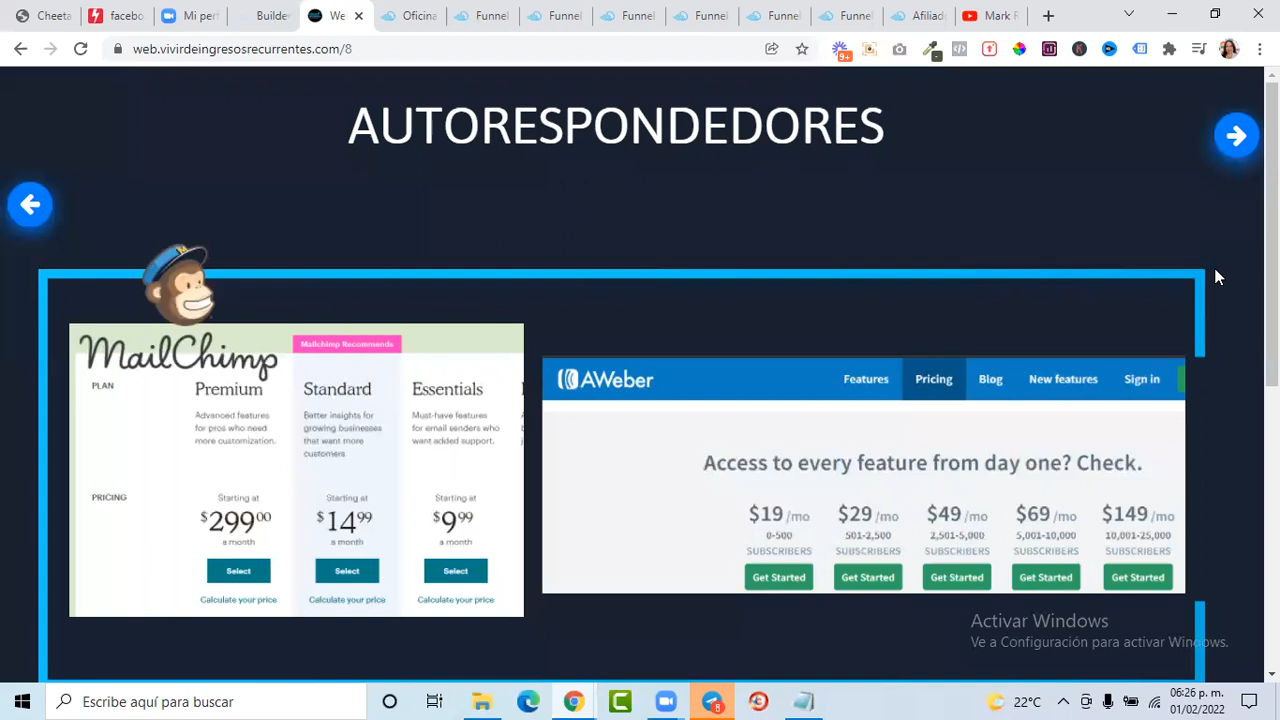 Cheeta
facebo
Mi perf
Builder
We
Oficina
Funnel
Funnel
Funnel
Funnel
Funnel
Funnel
Afiliad
Mark R
web.vivirdeingresosrecurrentes.com/8
9+
AUTORESPONDEDORES
MailChimp
Mailchimp Recommends
PLAN
Premium
Standard
Essentials
Advanced features
for pros who need
more customization.
Better insights for
growing businesses
that want more
customers.
Must-have features
for email senders who
want added support.
PRICING
Starting at
$299.00
a month
Starting at
$14.99
a month
Starting at
$9.99
a month
Select
Select
Select
Calculate your price
Calculate your price
Calculate your price
AWeber
Features
Pricing
Blog
New features
Sign in
Access to every feature from day one? Check.
$19 /mo
$29 /mo
$49 /mo
$69 /mo
$149 /mo
0-500
501-2,500
2,501-5,000
5,001-10,000
10,001-25,000
SUBSCRIBERS
SUBSCRIBERS
SUBSCRIBERS
SUBSCRIBERS
SUBSCRIBERS
Get Started
Get Started
Get Started
Get Started
Get Started
Activar Windows
Ve a Configuración para activar Windows.
Escribe aquí para buscar
8
22°C
06:26 p. m.
01/02/2022